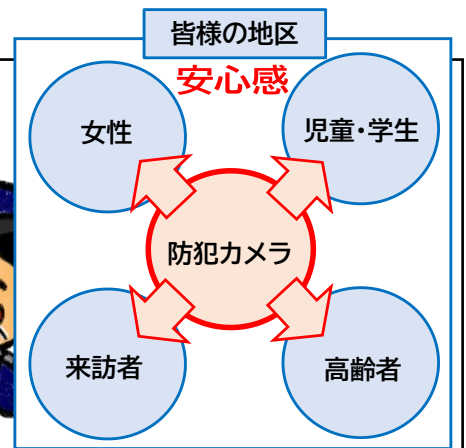 皆様の地区
安心感
女性
児童・学生
防犯カメラ
来訪者
高齢者